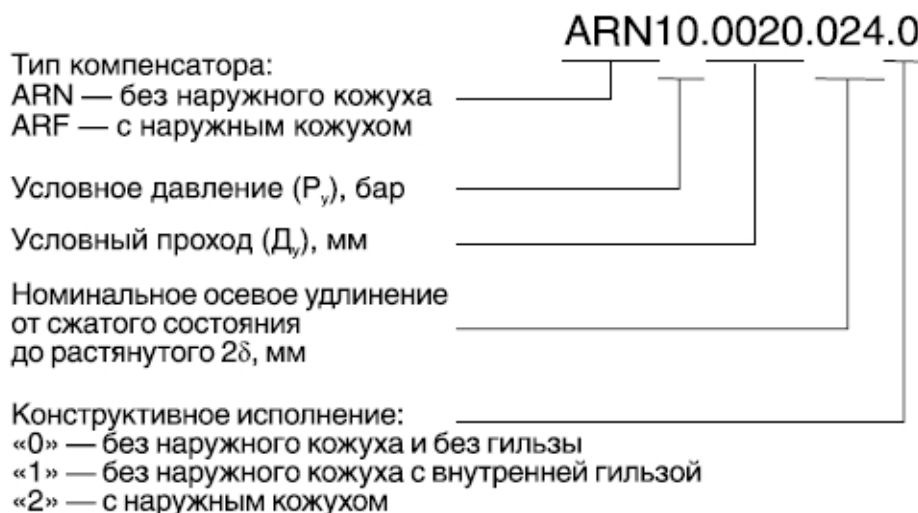 ARN10.0020.024.0
Тип компенсатора:
ARN — без наружного кожуха
ARF — с наружным кожухом
Условное давление (Pу), бар
Условный проход (Ду), мм
Номинальное осевое удлинение
от сжатого состояния
до растянутого 2δ, мм
Конструктивное исполнение:
«0» — без наружного кожуха и без гильзы
«1» — без наружного кожуха с внутренней гильзой
«2» — с наружным кожухом